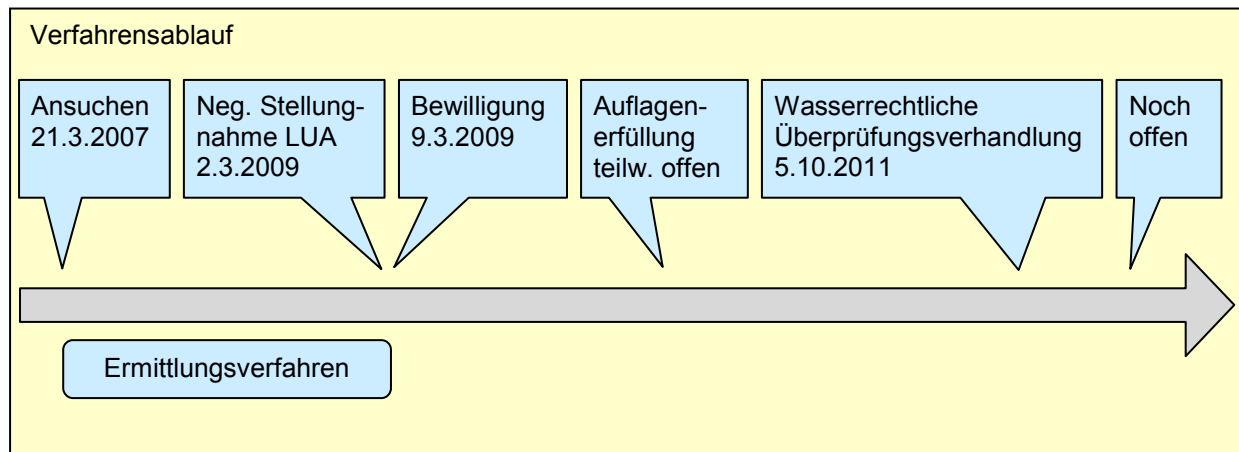 Verfahrensablauf
Ansuchen
21.3.2007
Neg. Stellung-
nahme LUA
2.3.2009
Bewilligung
9.3.2009
Auflagen-
erfüllung
teilw. offen
Wasserrechtliche
Überprüfungsverhandlung
5.10.2011
Noch
offen
Ermittlungsverfahren